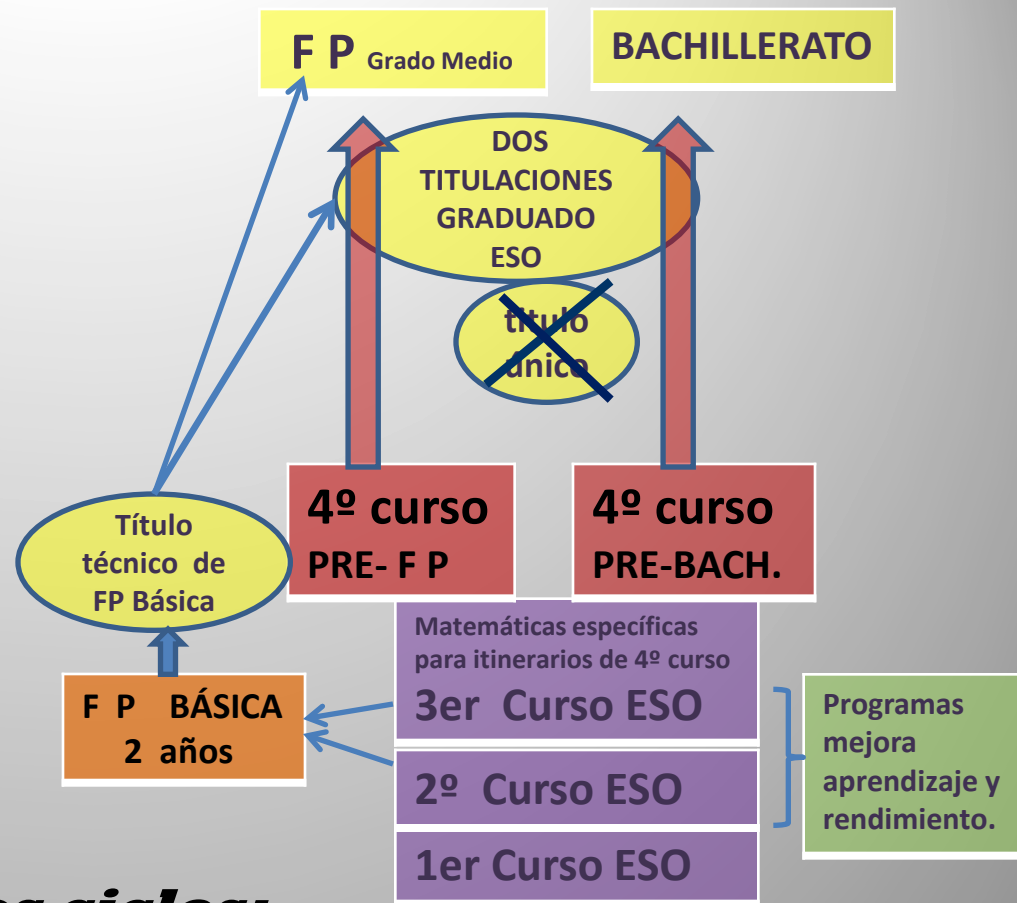 F P Grado Medio
BACHILLERATO
DOS
TITULACIONES
GRADUADO
ESO
titulo
único
4º curso
PRE- F P
4º curso
PRE-BACH.
Título
técnico de
FP Básica
Matemáticas específicas
para itinerarios de 4º curso
3er Curso ESO
F P BÁSICA
2 años
2º Curso ESO
1er Curso ESO
Programas
mejora
aprendizaje y
rendimiento.